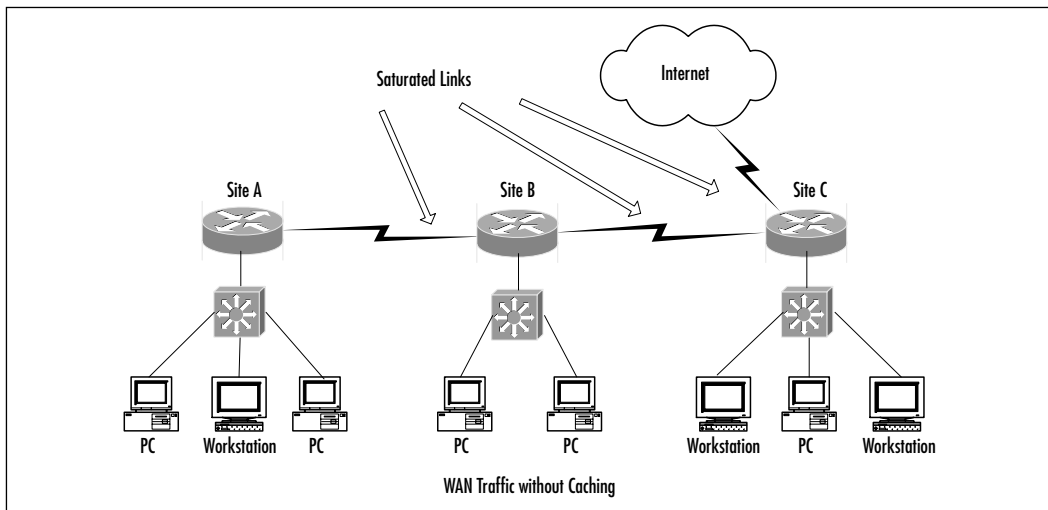 Internet
Saturated Links
Site A
Site B
Site C
PC
Workstation
PC
PC
PC
Workstation
PC
Workstation
WAN Traffic without Caching